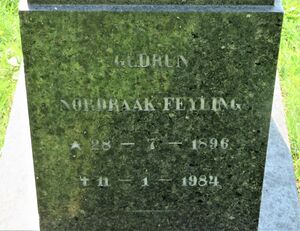 GUDRUN
NORDRAAK-FEYLING
★ 28 - 7 - 1896
✝ 11 - 1 - 1984